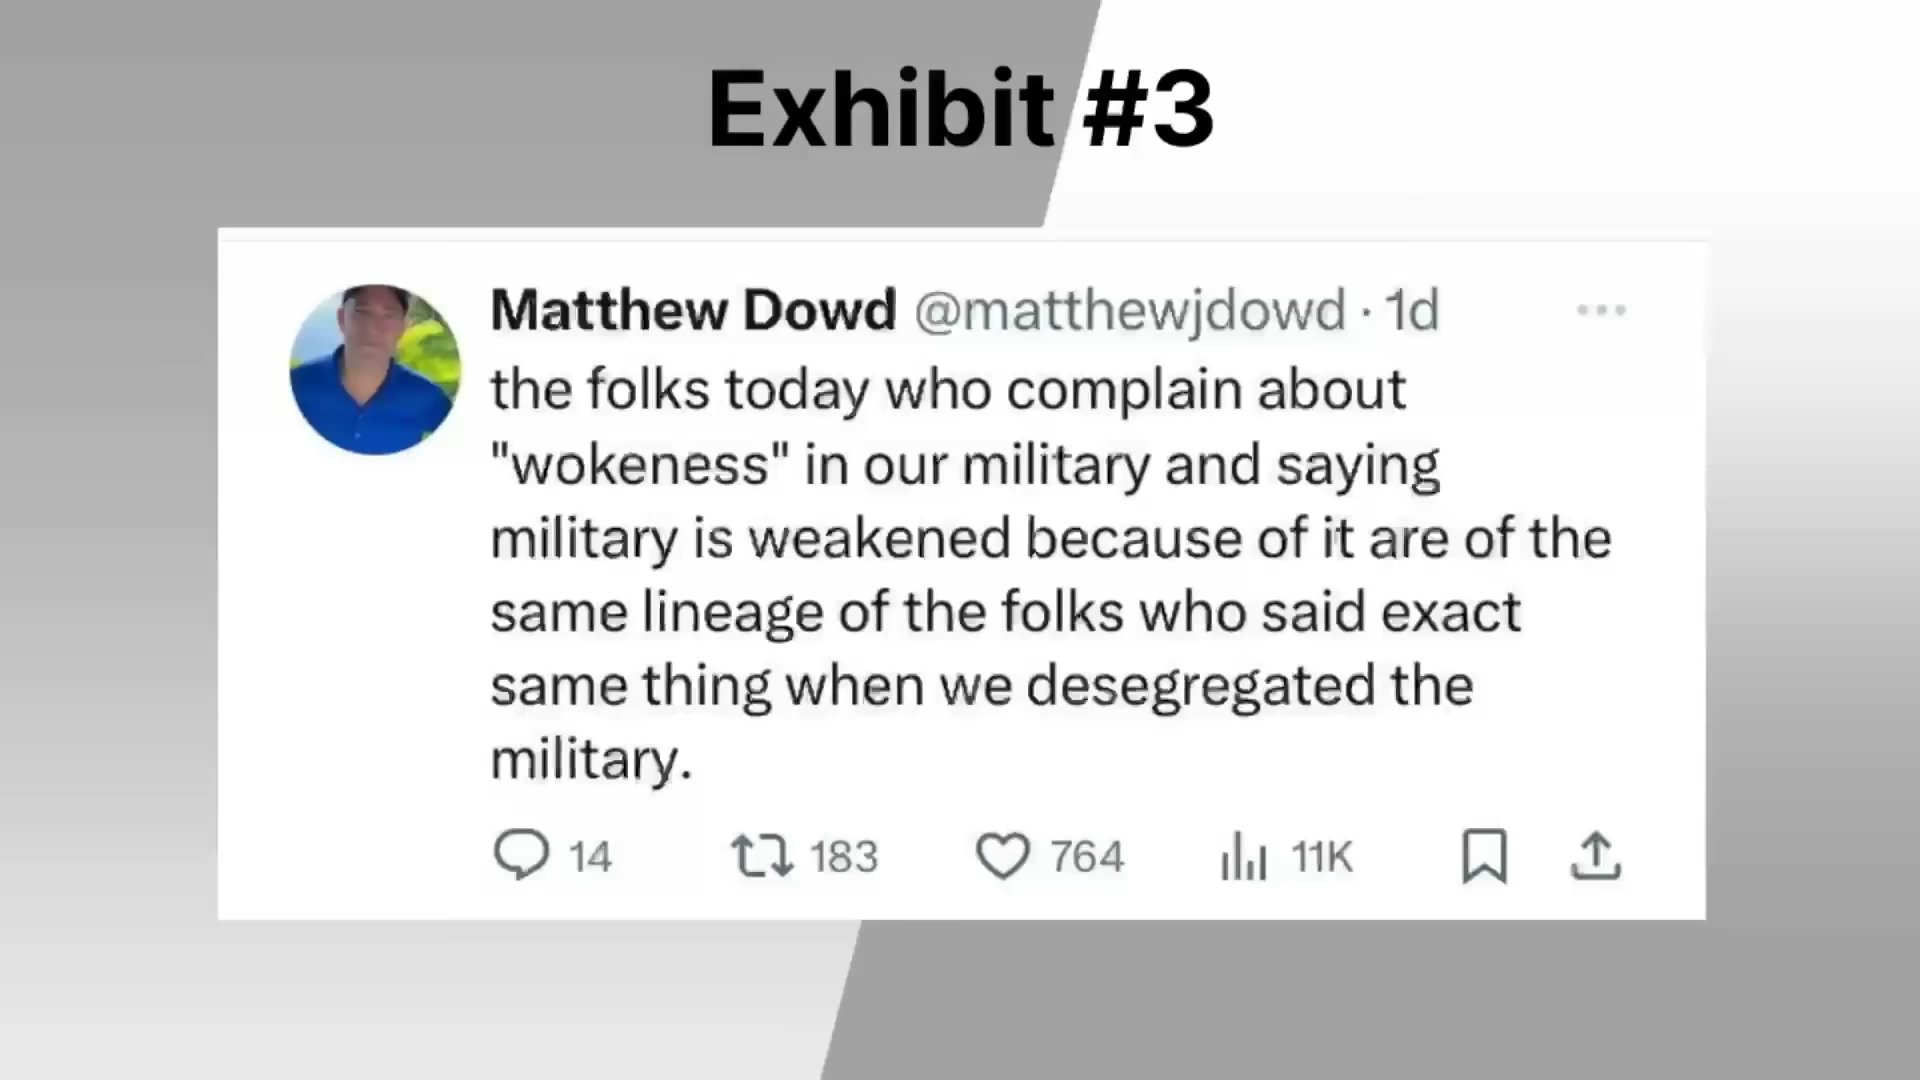 Exhibit #3
Matthew Dowd @matthewjdowd · 1d
the folks today who complain about
"wokeness" in our military and saying
military is weakened because of it are of the
same lineage of the folks who said exact
same thing when we desegregated the
military.
14 183 764 11K